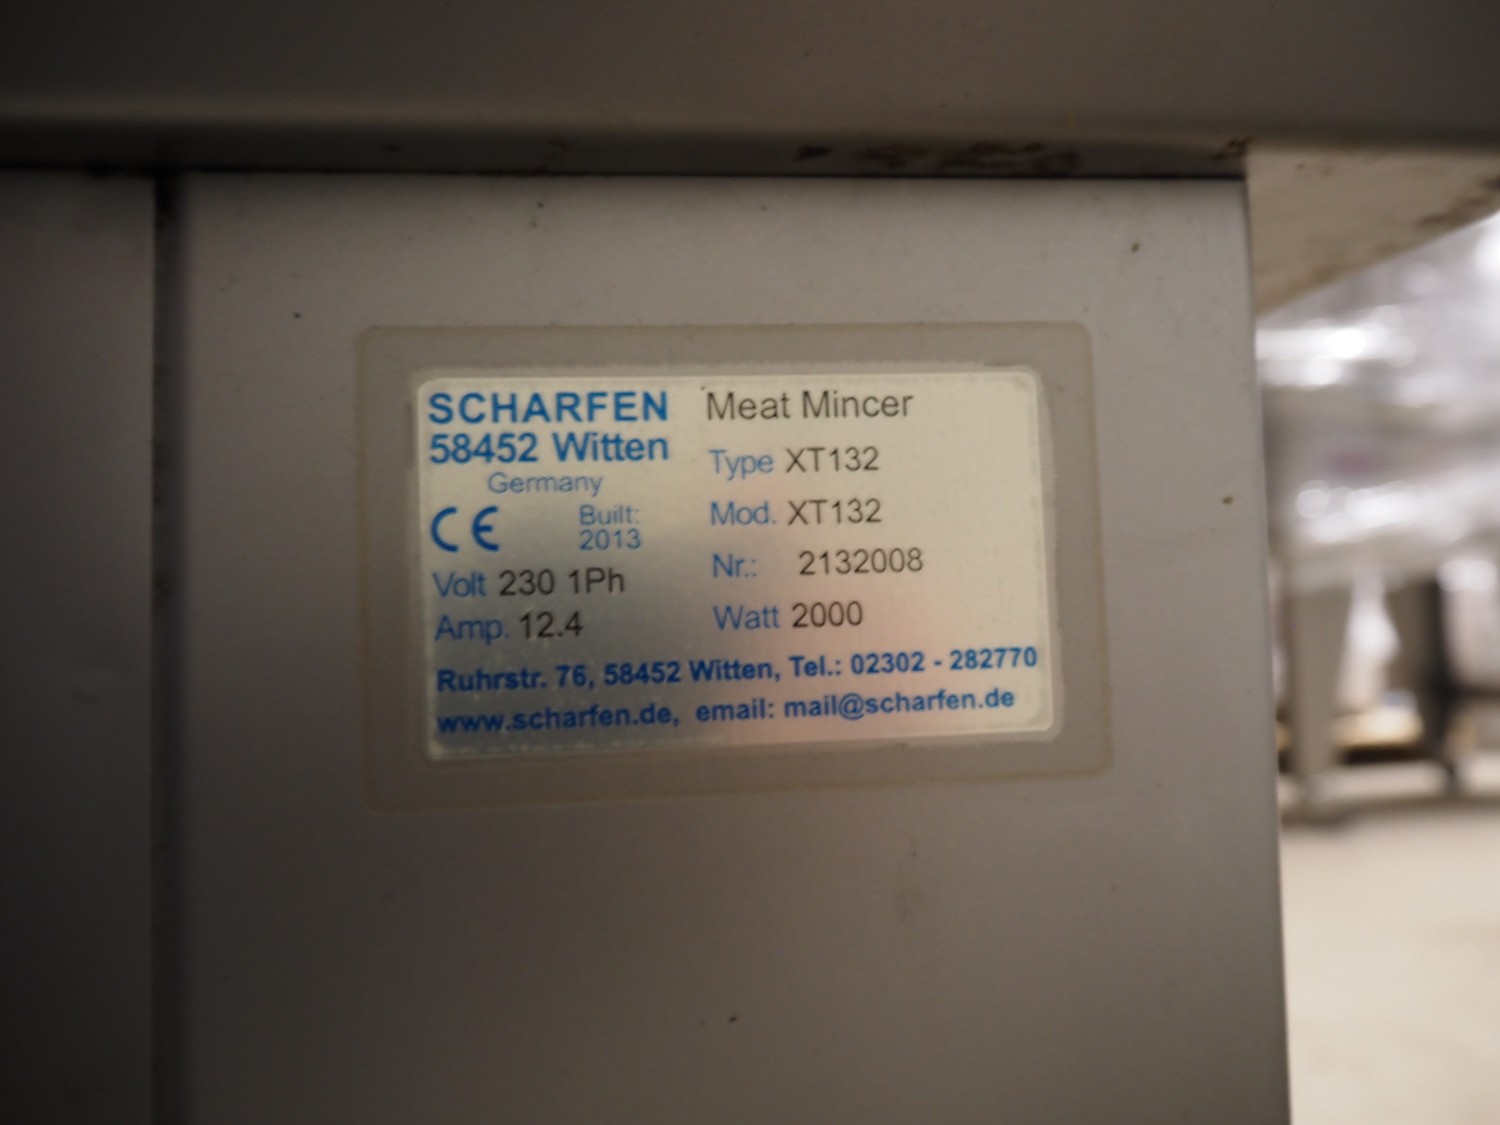 SCHARFEN
58452 Witten
Germany
CE
Built:
2013
Volt 230 1Ph
Amp. 12.4
Meat Mincer
Type XT132
Mod. XT132
Nr.: 2132008
Watt 2000
Ruhrstr. 76, 58452 Witten, Tel.: 02302 - 282770
www.scharfen.de, email: mail@scharfen.de